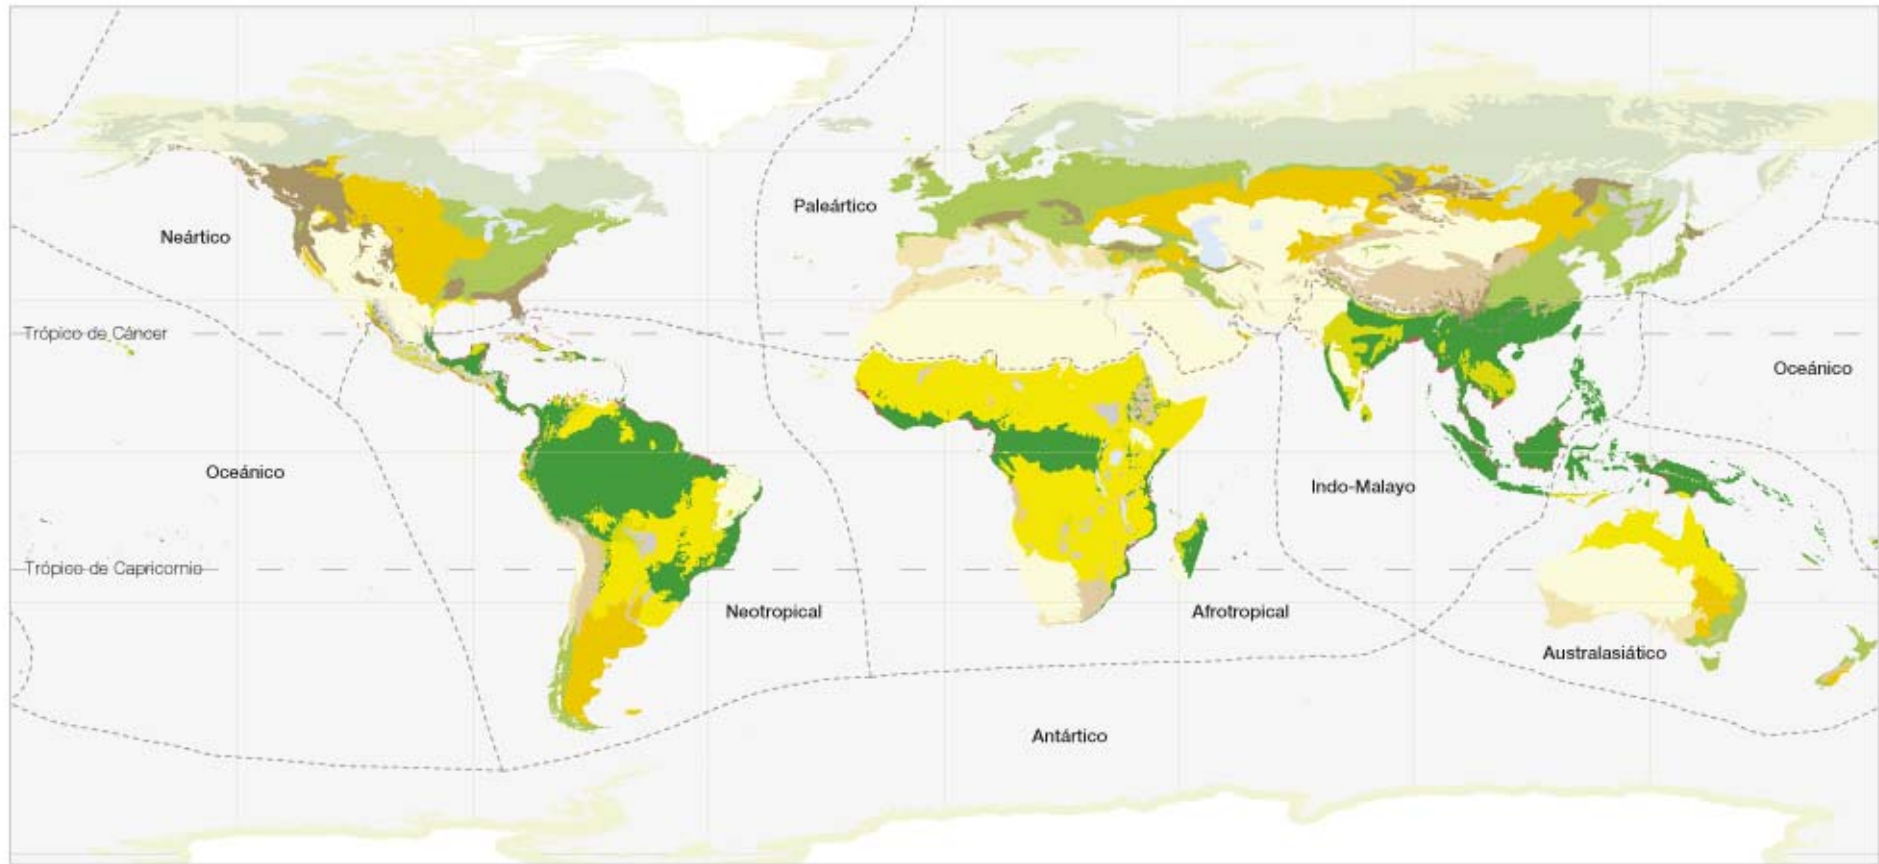 Paleártico
Neártico
Trópico de Cáncer
Oceánico
Oceánico
Indo-Malayo
Trópico de Capricornio
Neotropical
Afrotropical
Australasiático
Antártico